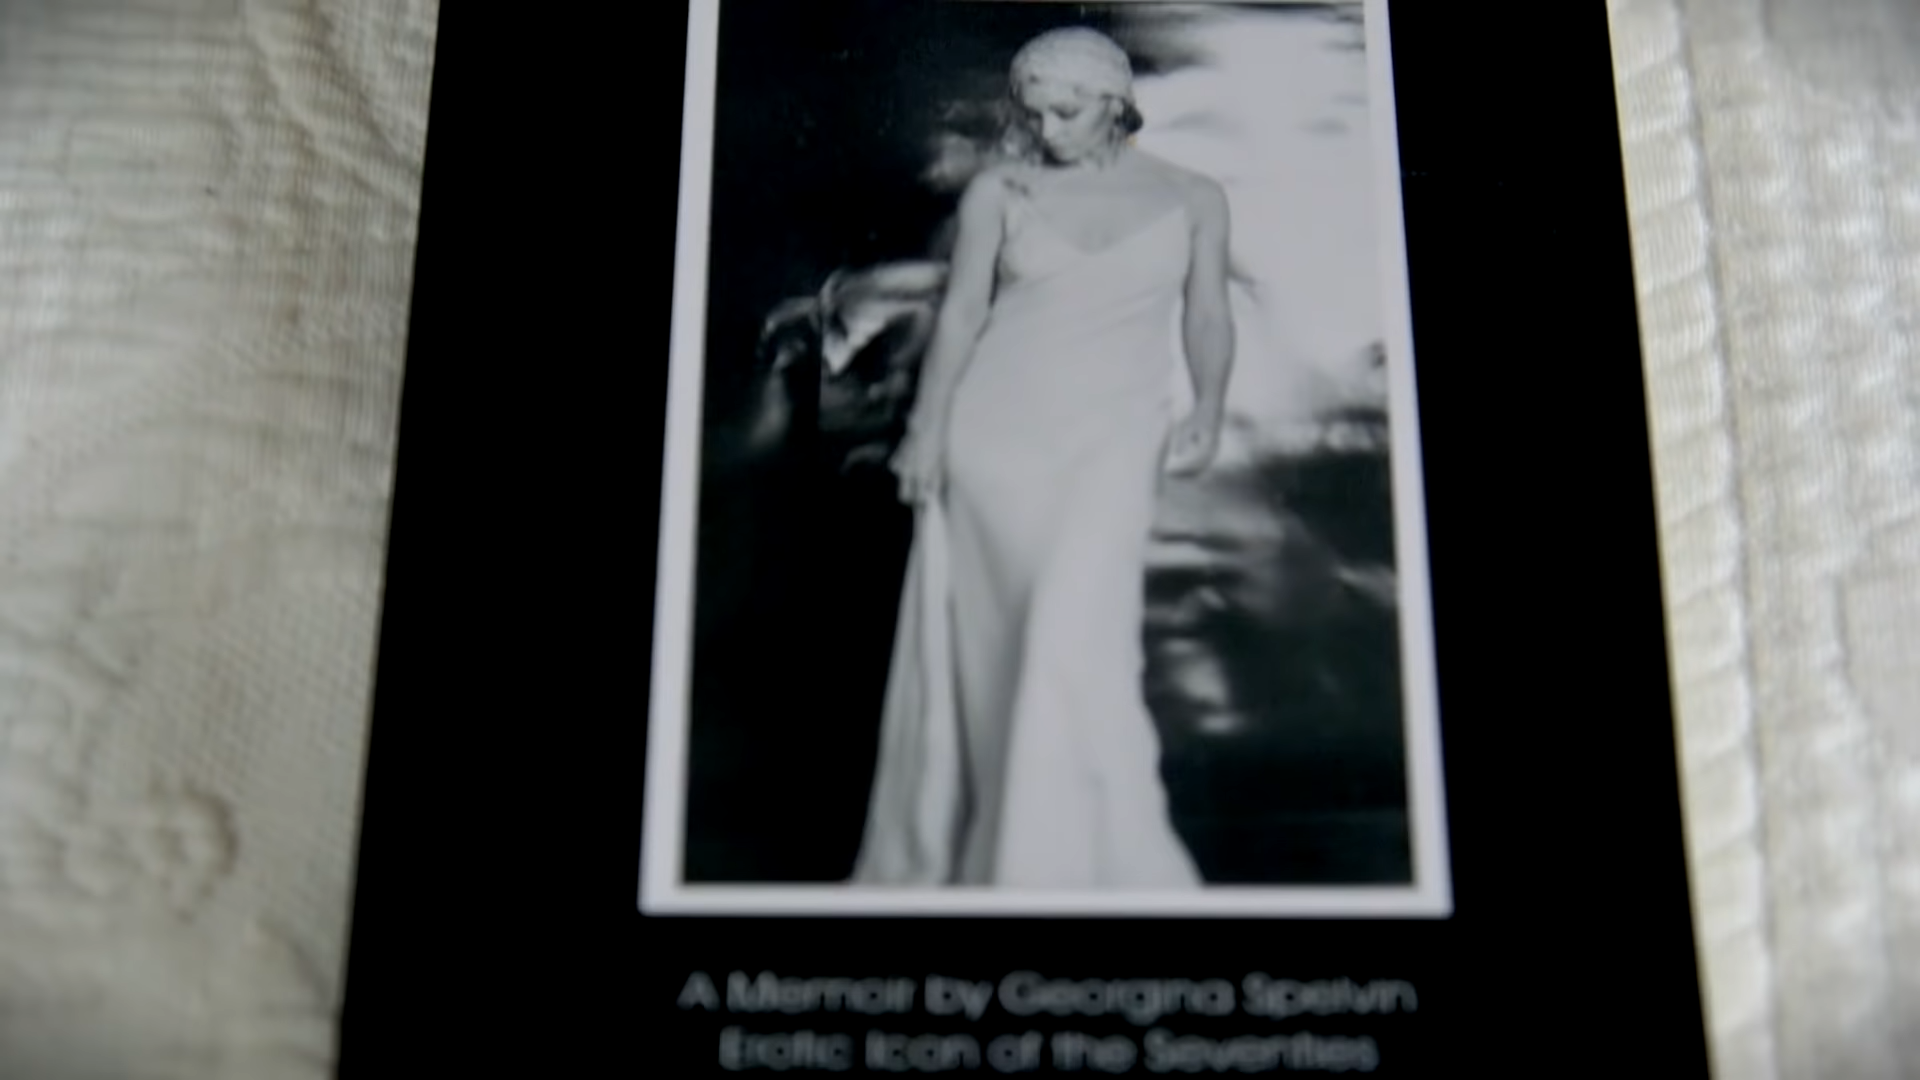 A Memoir by Georgina Spelvin
Erotic Icon of the Seventies